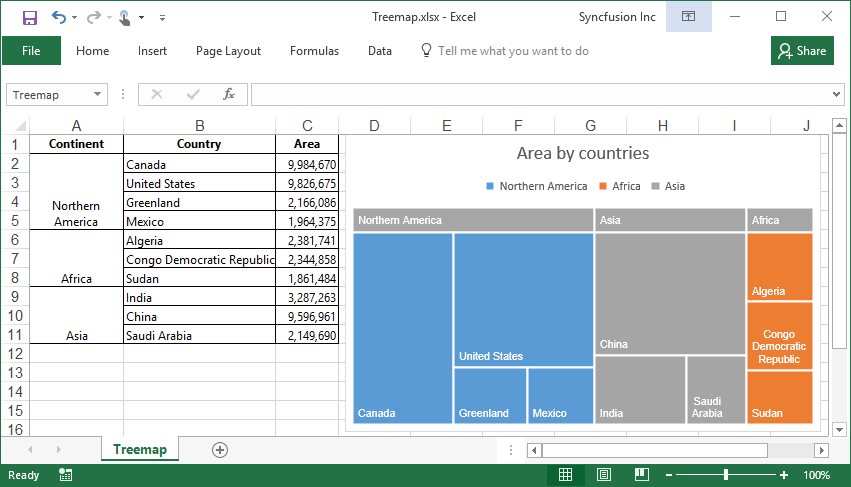 Treemap.xlsx - Excel
Syncfusion Inc
File Home Insert Page Layout Formulas Data Tell me what you want to do Share
Treemap fx
A B C D E F G H I J
1 Continent Country Area
2 Canada 9,984,670
3 United States 9,826,675
4 Northern Greenland 2,166,086
5 America Mexico 1,964,375
6 Algeria 2,381,741
7 Congo Democratic Republic 2,344,858
8 Africa Sudan 1,861,484
9 India 3,287,263
10 China 9,596,961
11 Asia Saudi Arabia 2,149,690
12
13
14
15
16
Area by countries
Northern America Africa Asia
Northern America Asia Africa
Algeria
Congo
Democratic
Republic
China
United States
Canada
Greenland
Mexico
India
Saudi
Arabia
Sudan
Treemap
Ready 100%